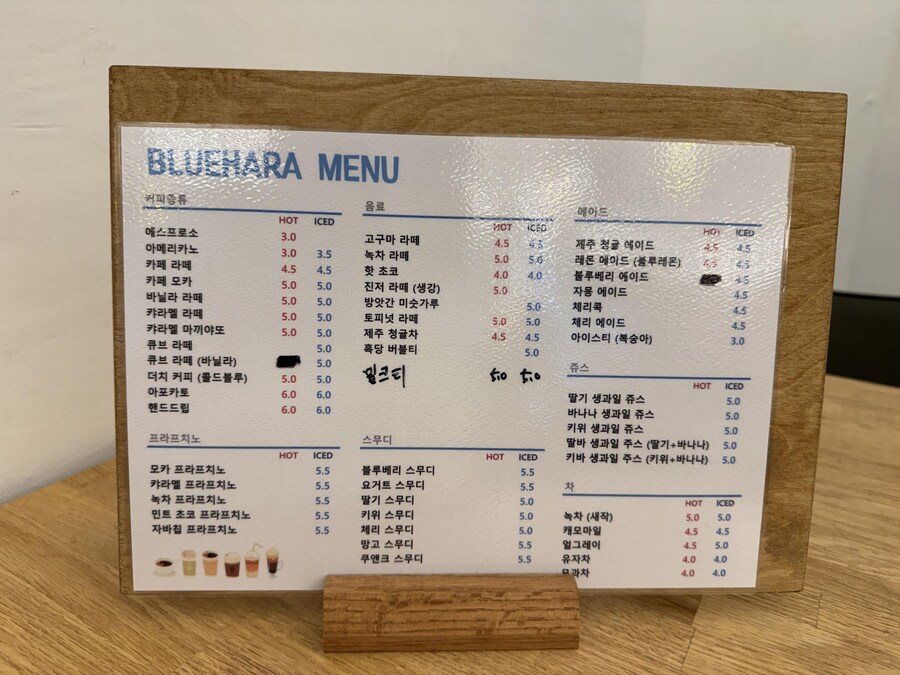 BLUEHARA MENU
커피종류
HOT ICED
에스프로소 3.0
아메리카노 3.0 3.5
카페 라떼 4.5 4.5
카페 모카 5.0 5.0
바닐라 라떼 5.0 5.0
캬라멜 라떼 5.0 5.0
캬라멜 마끼야또 5.0 5.0
큐브 라떼 5.0
큐브 라떼 (바닐라) 5.0
더치 커피 (콜드블루) 5.0 5.0
아포카토 6.0 6.0
핸드드립 6.0 6.0
프라프치노
HOT ICED
모카 프라프치노 5.5
캬라멜 프라프치노 5.5
녹차 프라프치노 5.5
민트 초코 프라프치노 5.5
자바칩 프라프치노 5.5
음료
HOT ICED
고구마 라떼 4.5 4.5
녹차 라떼 5.0 5.0
핫 초코 4.0 4.0
진저 라떼 (생강) 5.0
방앗간 미숫가루 5.0
토피넛 라떼 5.0 5.0
제주 청귤차 4.5 4.5
흑당 버블티 5.0
밀크티 5.0 5.0
스무디
HOT ICED
블루베리 스무디 5.5
요거트 스무디 5.5
딸기 스무디 5.0
키위 스무디 5.0
체리 스무디 5.0
망고 스무디 5.5
쿠앤크 스무디 5.5
에이드
HOT ICED
제주 청귤 에이드 4.5 4.5
레몬 에이드 (블루레몬) 4.5 4.5
블루베리 에이드 4.5
자몽 에이드 4.5
체리콕 4.5
체리 에이드 4.5
아이스티 (복숭아) 3.0
쥬스
HOT ICED
딸기 생과일 쥬스 5.0
바나나 생과일 쥬스 5.0
키위 생과일 쥬스 5.0
딸바 생과일 주스 (딸기+바나나) 5.0
키바 생과일 주스 (키위+바나나) 5.0
차
HOT ICED
녹차 (새작) 5.0 5.0
캐모마일 4.5 4.5
얼그레이 4.5 5.0
유자차 4.0 4.0
모과차 4.0 4.0